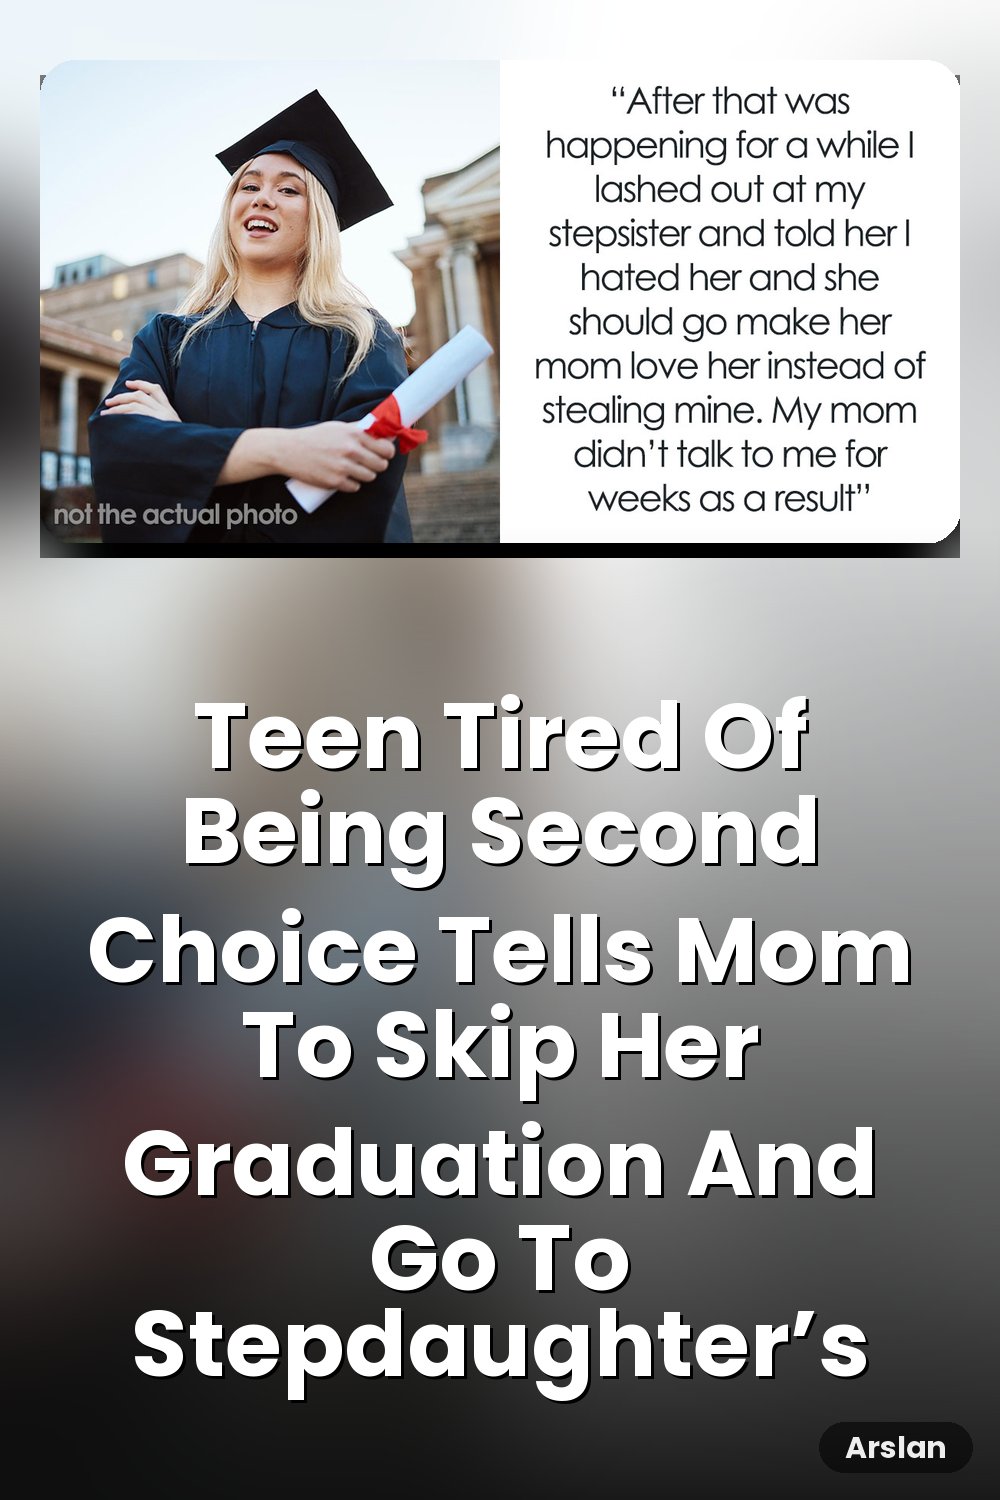 “After that was
happening for a while I
lashed out at my
stepsister and told her I
hated her and she
should go make her
mom love her instead of
stealing mine. My mom
didn’t talk to me for
weeks as a result”
not the actual photo
Teen Tired Of
Being Second
Choice Tells Mom
To Skip Her
Graduation And
Go To
Stepdaughter’s
Arslan